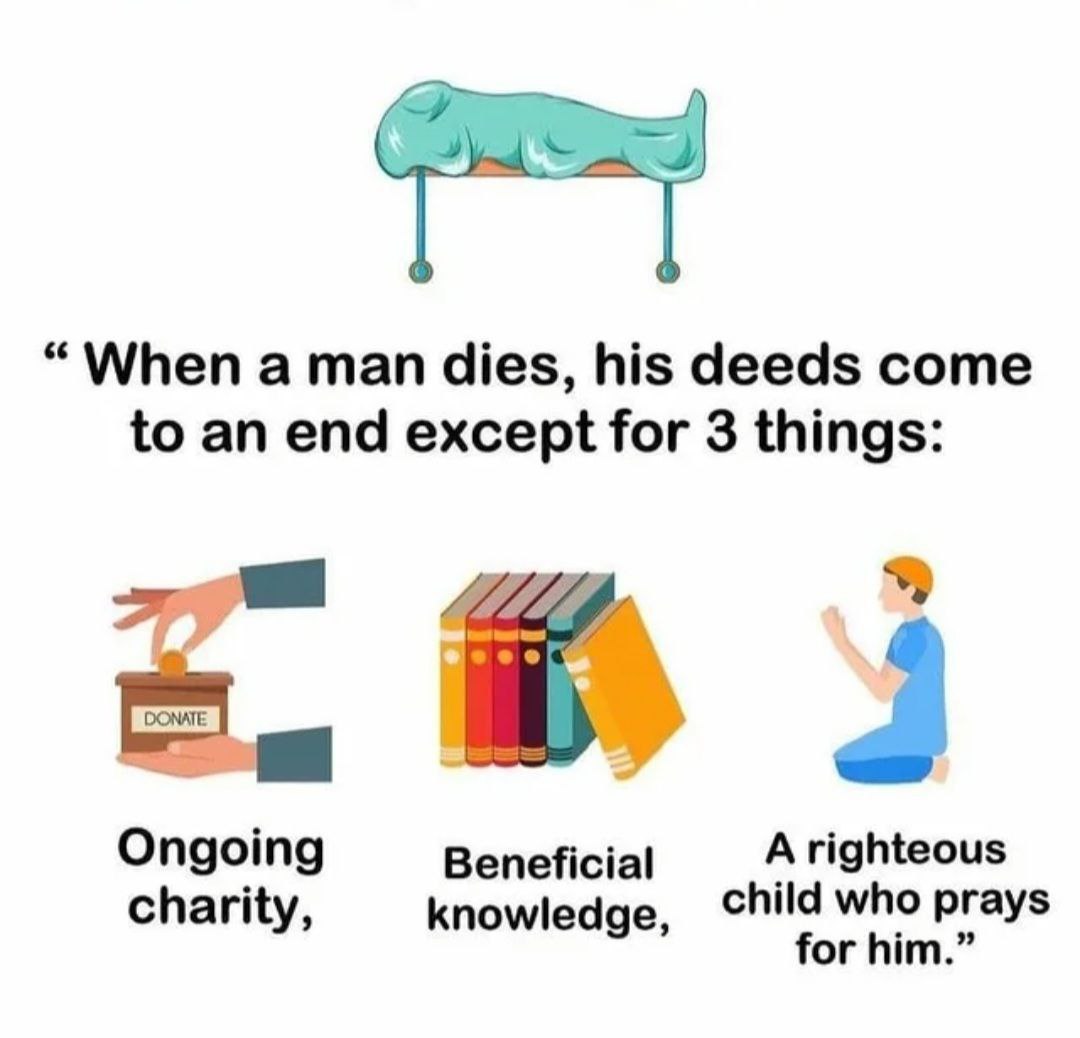 “ When a man dies, his deeds come
to an end except for 3 things:
DONATE
Ongoing
charity,
Beneficial
knowledge,
A righteous
child who prays
for him.”